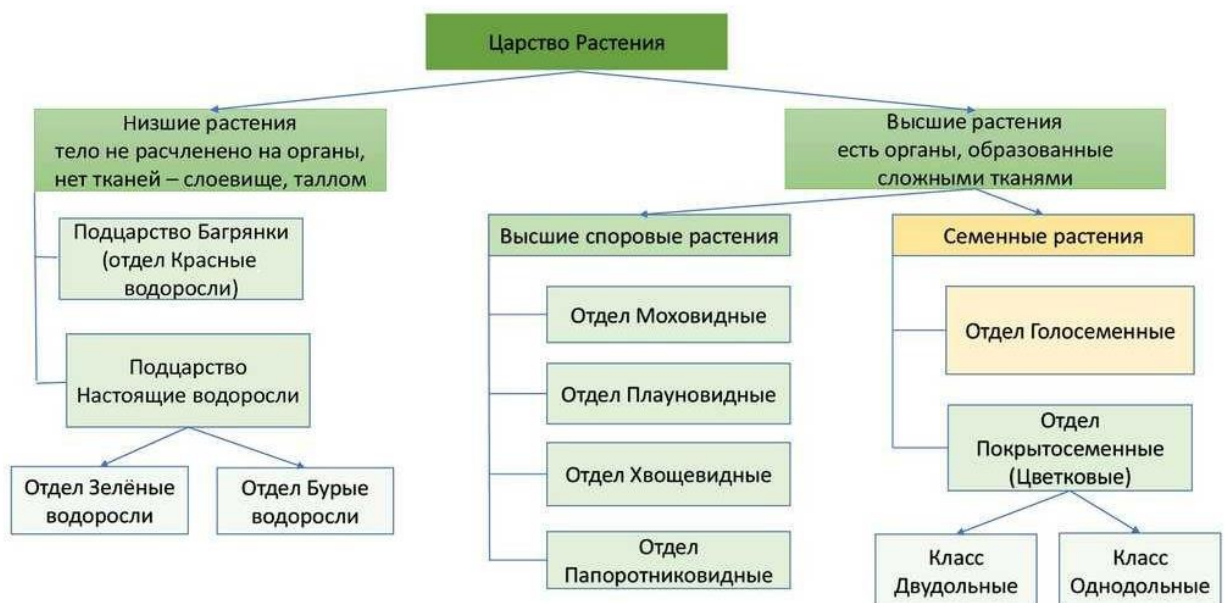 Царство Растения
Низшие растения
тело не расчленено на органы,
нет тканей – слоевище, таллом
Подцарство Багрянки
(отдел Красные
водоросли)
Подцарство
Настоящие водоросли
Отдел Зелёные
водоросли
Отдел Бурые
водоросли
Высшие растения
есть органы, образованные
сложными тканями
Высшие споровые растения
Отдел Моховидные
Отдел Плауновидные
Отдел Хвощевидные
Отдел
Папоротниковидные
Семенные растения
Отдел Голосеменные
Отдел
Покрытосеменные
(Цветковые)
Класс
Двудольные
Класс
Однодольные